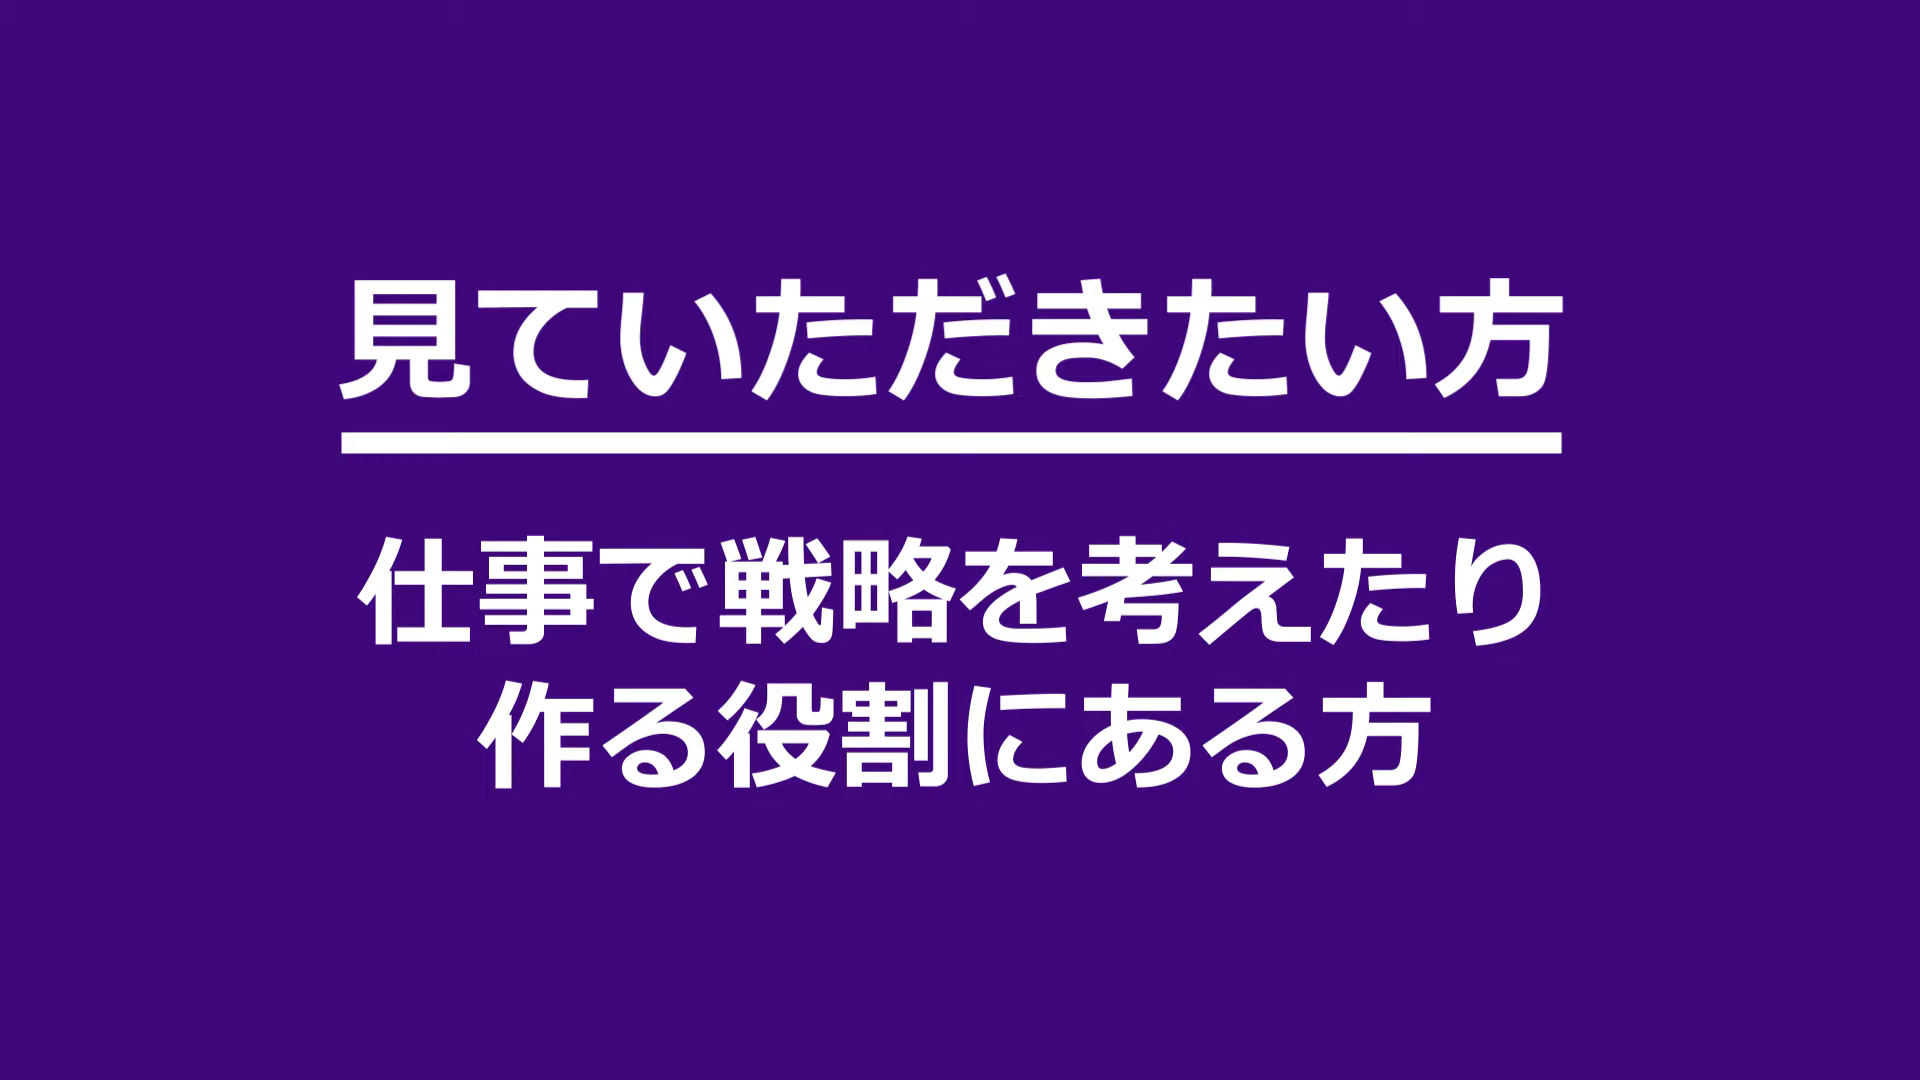 見ていただきたい方
仕事で戦略を考えたり
作る役割にある方